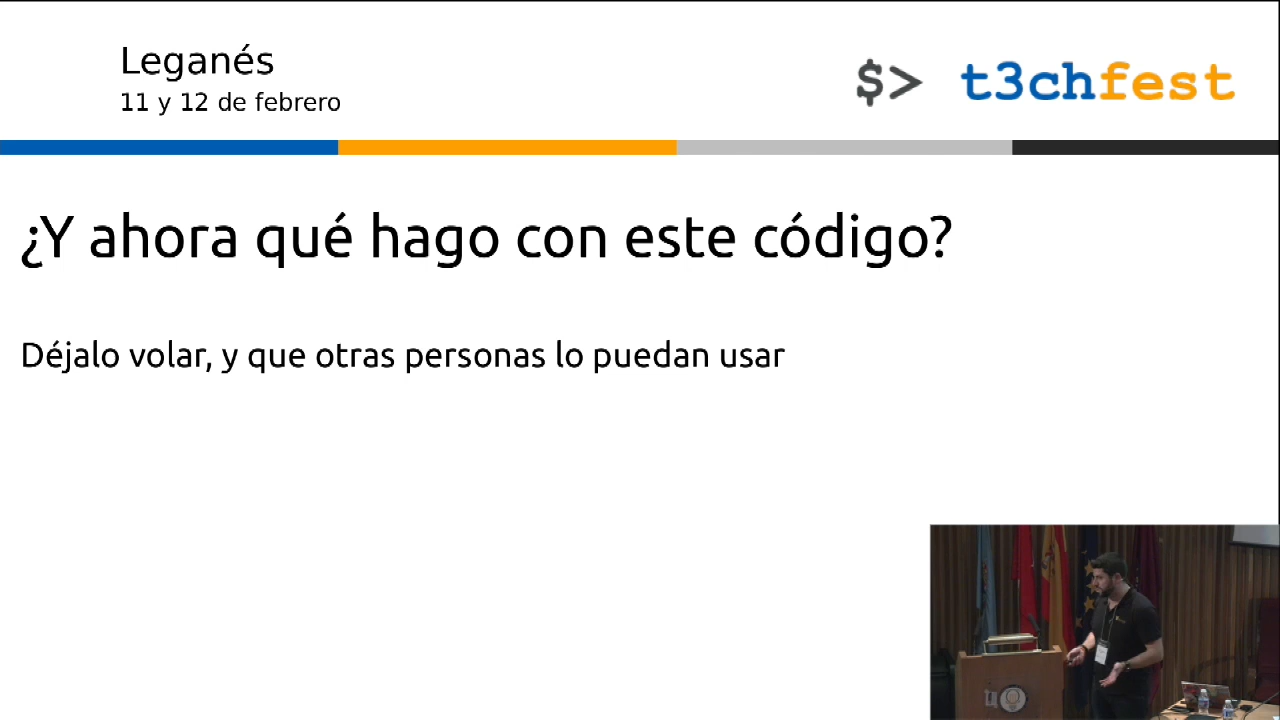 Leganés
11 y 12 de febrero
$> t3chfest
¿Y ahora qué hago con este código?
Déjalo volar, y que otras personas lo puedan usar